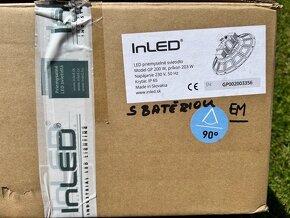 InLED
LED priemyselné svietidlo
Model GP 200 W, príkon 203 W
Napájanie 230 V, 50 Hz
Krytie: IP 65
Made in Slovakia
www.inled.sk
GP002003358
S BATÉRIOU EM
90°
InLED
INDUSTRIAL LED LIGHTING